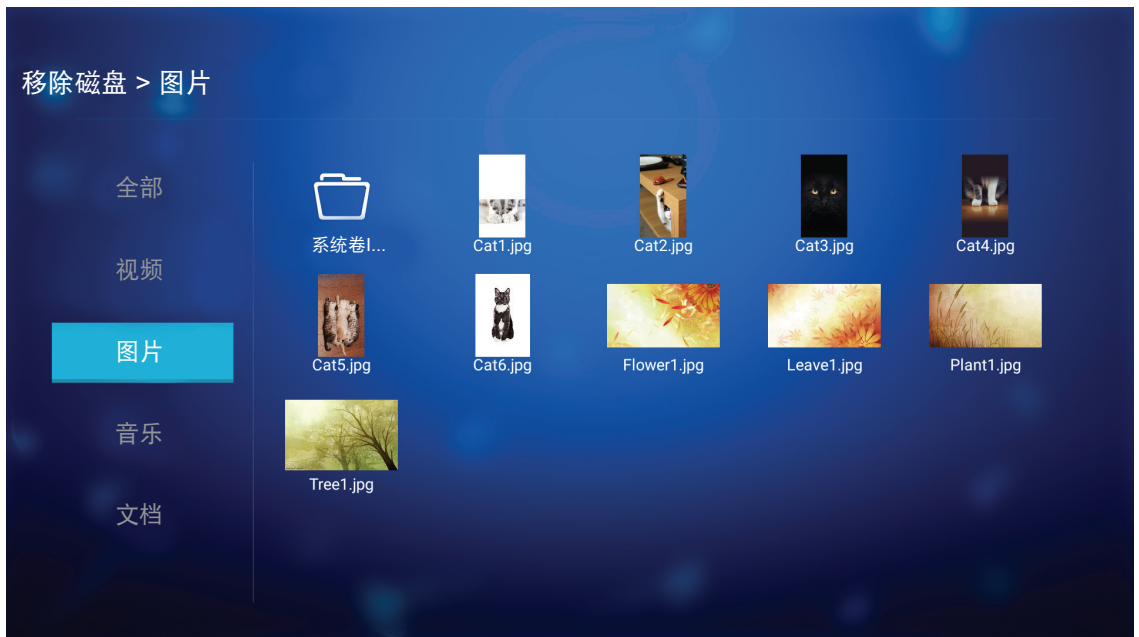 移除磁盘 > 图片
全部
视频
图片
音乐
文档
系统卷I...
Cat1.jpg
Cat2.jpg
Cat3.jpg
Cat4.jpg
Cat5.jpg
Cat6.jpg
Flower1.jpg
Leave1.jpg
Plant1.jpg
Tree1.jpg